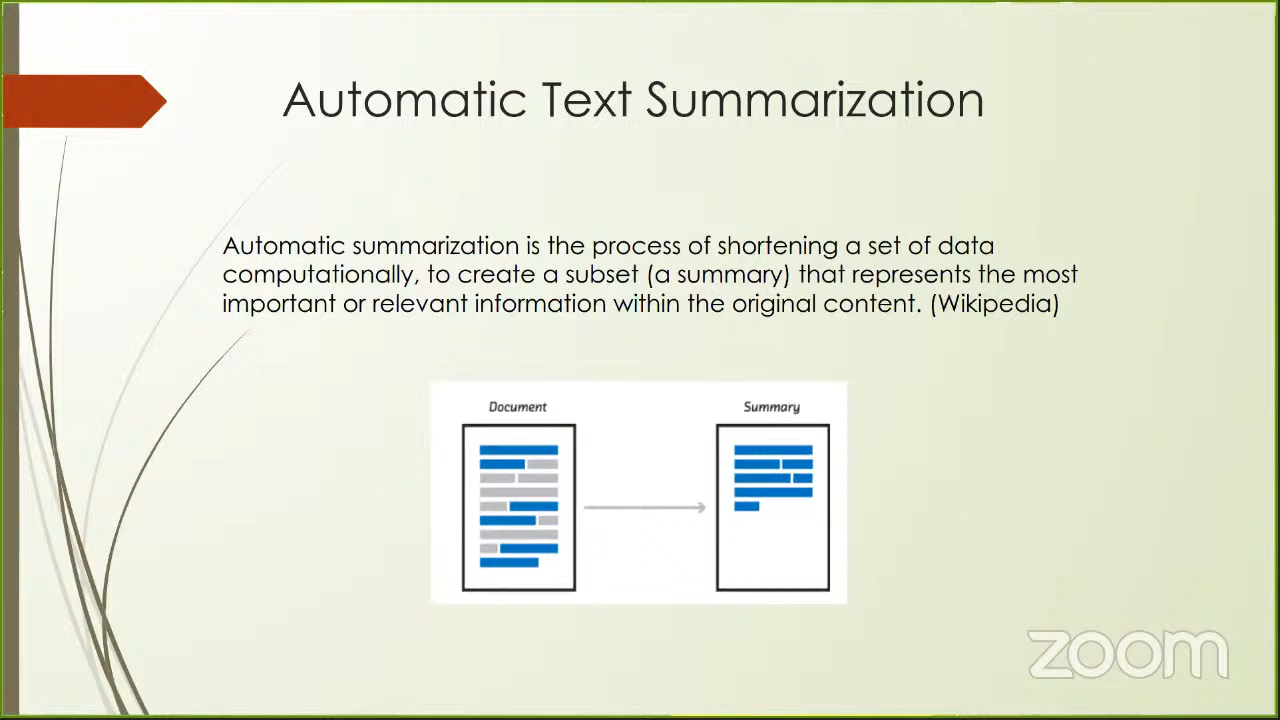 Automatic Text Summarization
Automatic summarization is the process of shortening a set of data
computationally, to create a subset (a summary) that represents the most
important or relevant information within the original content. (Wikipedia)
Document
Summary
zoom